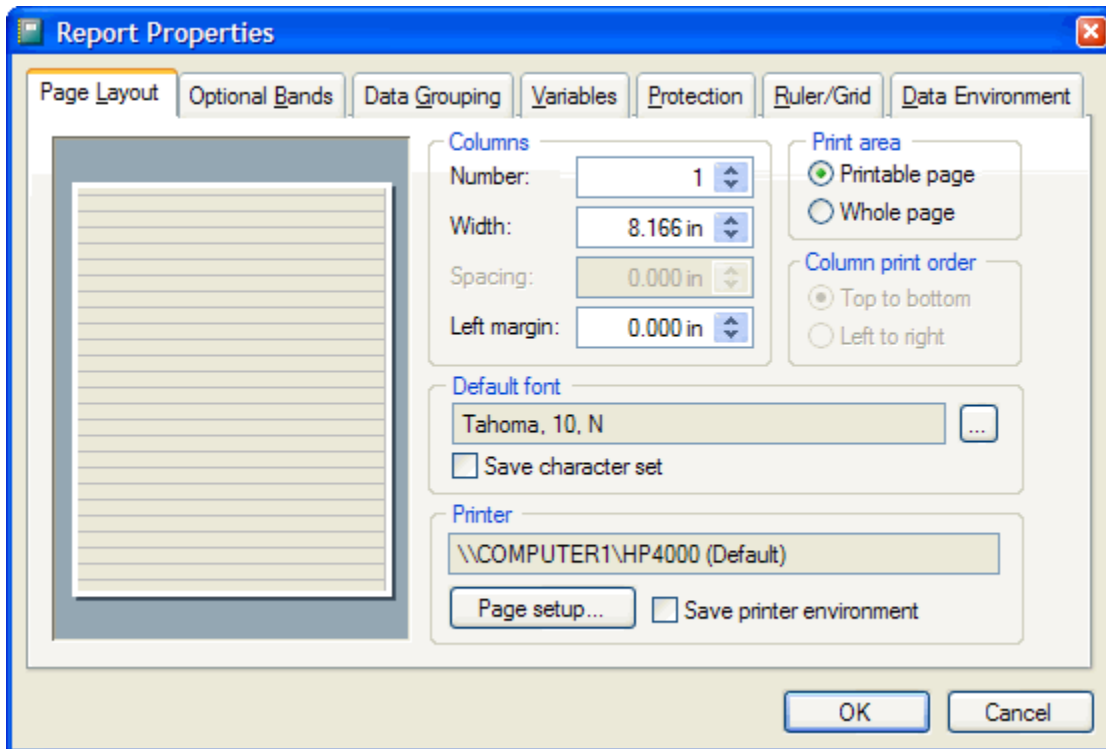 Report Properties
Page Layout
Optional Bands
Data Grouping
Variables
Protection
Ruler/Grid
Data Environment
Columns
Number:
1
Width:
8.166 in
Spacing:
0.000 in
Left margin:
0.000 in
Print area
Printable page
Whole page
Column print order
Top to bottom
Left to right
Default font
Tahoma, 10, N
...
Save character set
Printer
\\COMPUTER1\HP4000 (Default)
Page setup...
Save printer environment
OK
Cancel